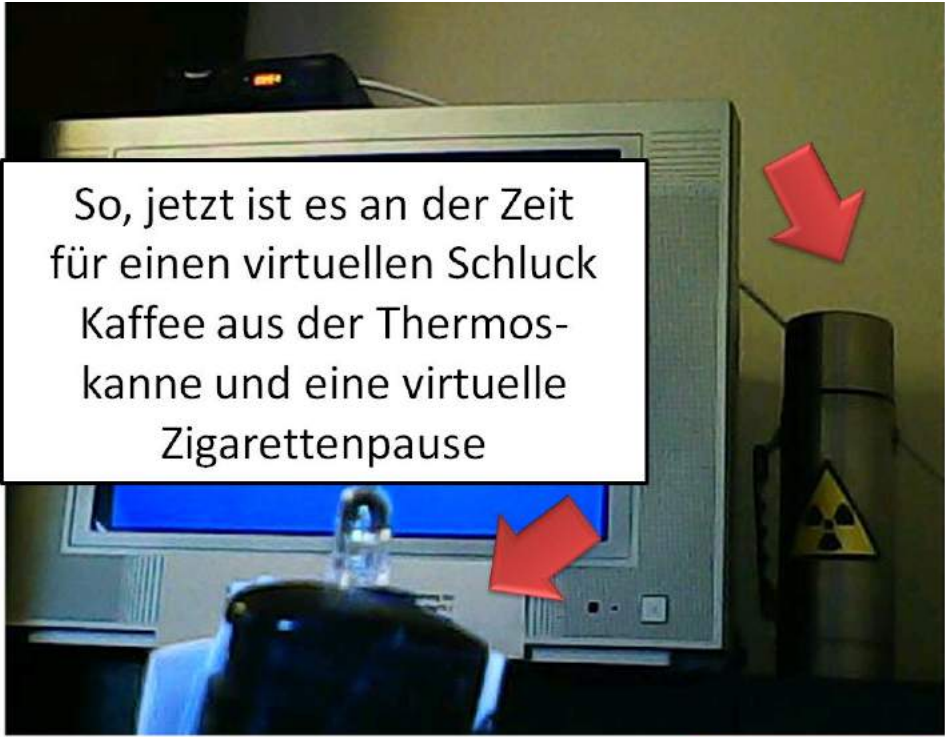 So, jetzt ist es an der Zeit
für einen virtuellen Schluck
Kaffee aus der Thermos-
kanne und eine virtuelle
Zigarettenpause